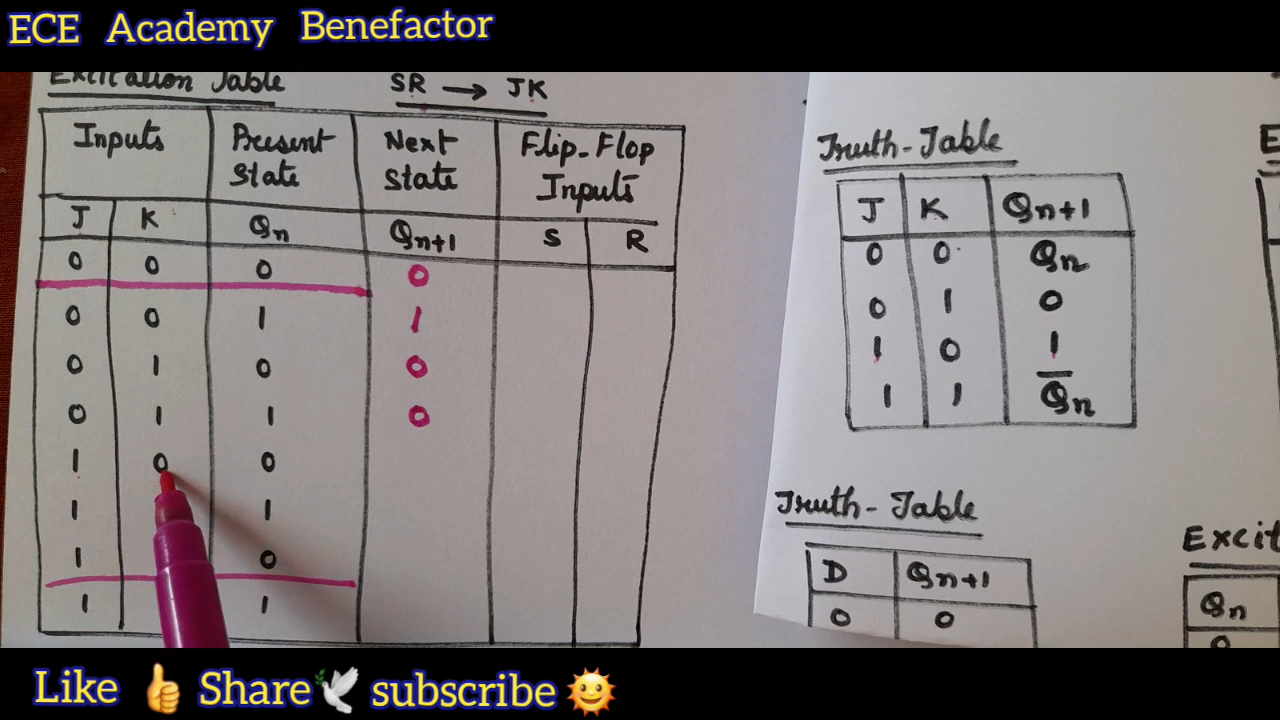 ECE Academy Benefactor
Excitation Table SR → JK
Inputs Present State Next State Flip-Flop Inputs
J K Qn Qn+1 S R
0 0 0 0
0 0 1 1
0 1 0 0
0 1 1 0
1 0 0
1 1
1 0
1 1
Truth-Table
J K Qn+1
0 0 Qn
0 1 0
1 0 1
1 1 Q̅n
Truth-Table
D Qn+1
0 0
Excit
Qn
0
Like 👍 Share 🕊 subscribe 🌞